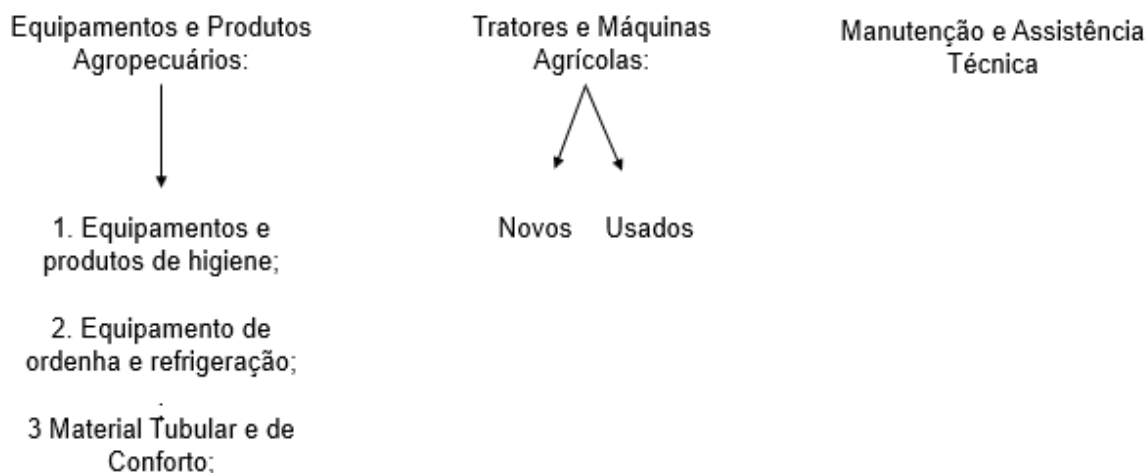 Equipamentos e Produtos
Agropecuários:
Tratores e Máquinas
Agrícolas:
Manutenção e Assistência
Técnica
1. Equipamentos e
produtos de higiene;
Novos
Usados
2. Equipamento de
ordenha e refrigeração;
.
3 Material Tubular e de
Conforto;